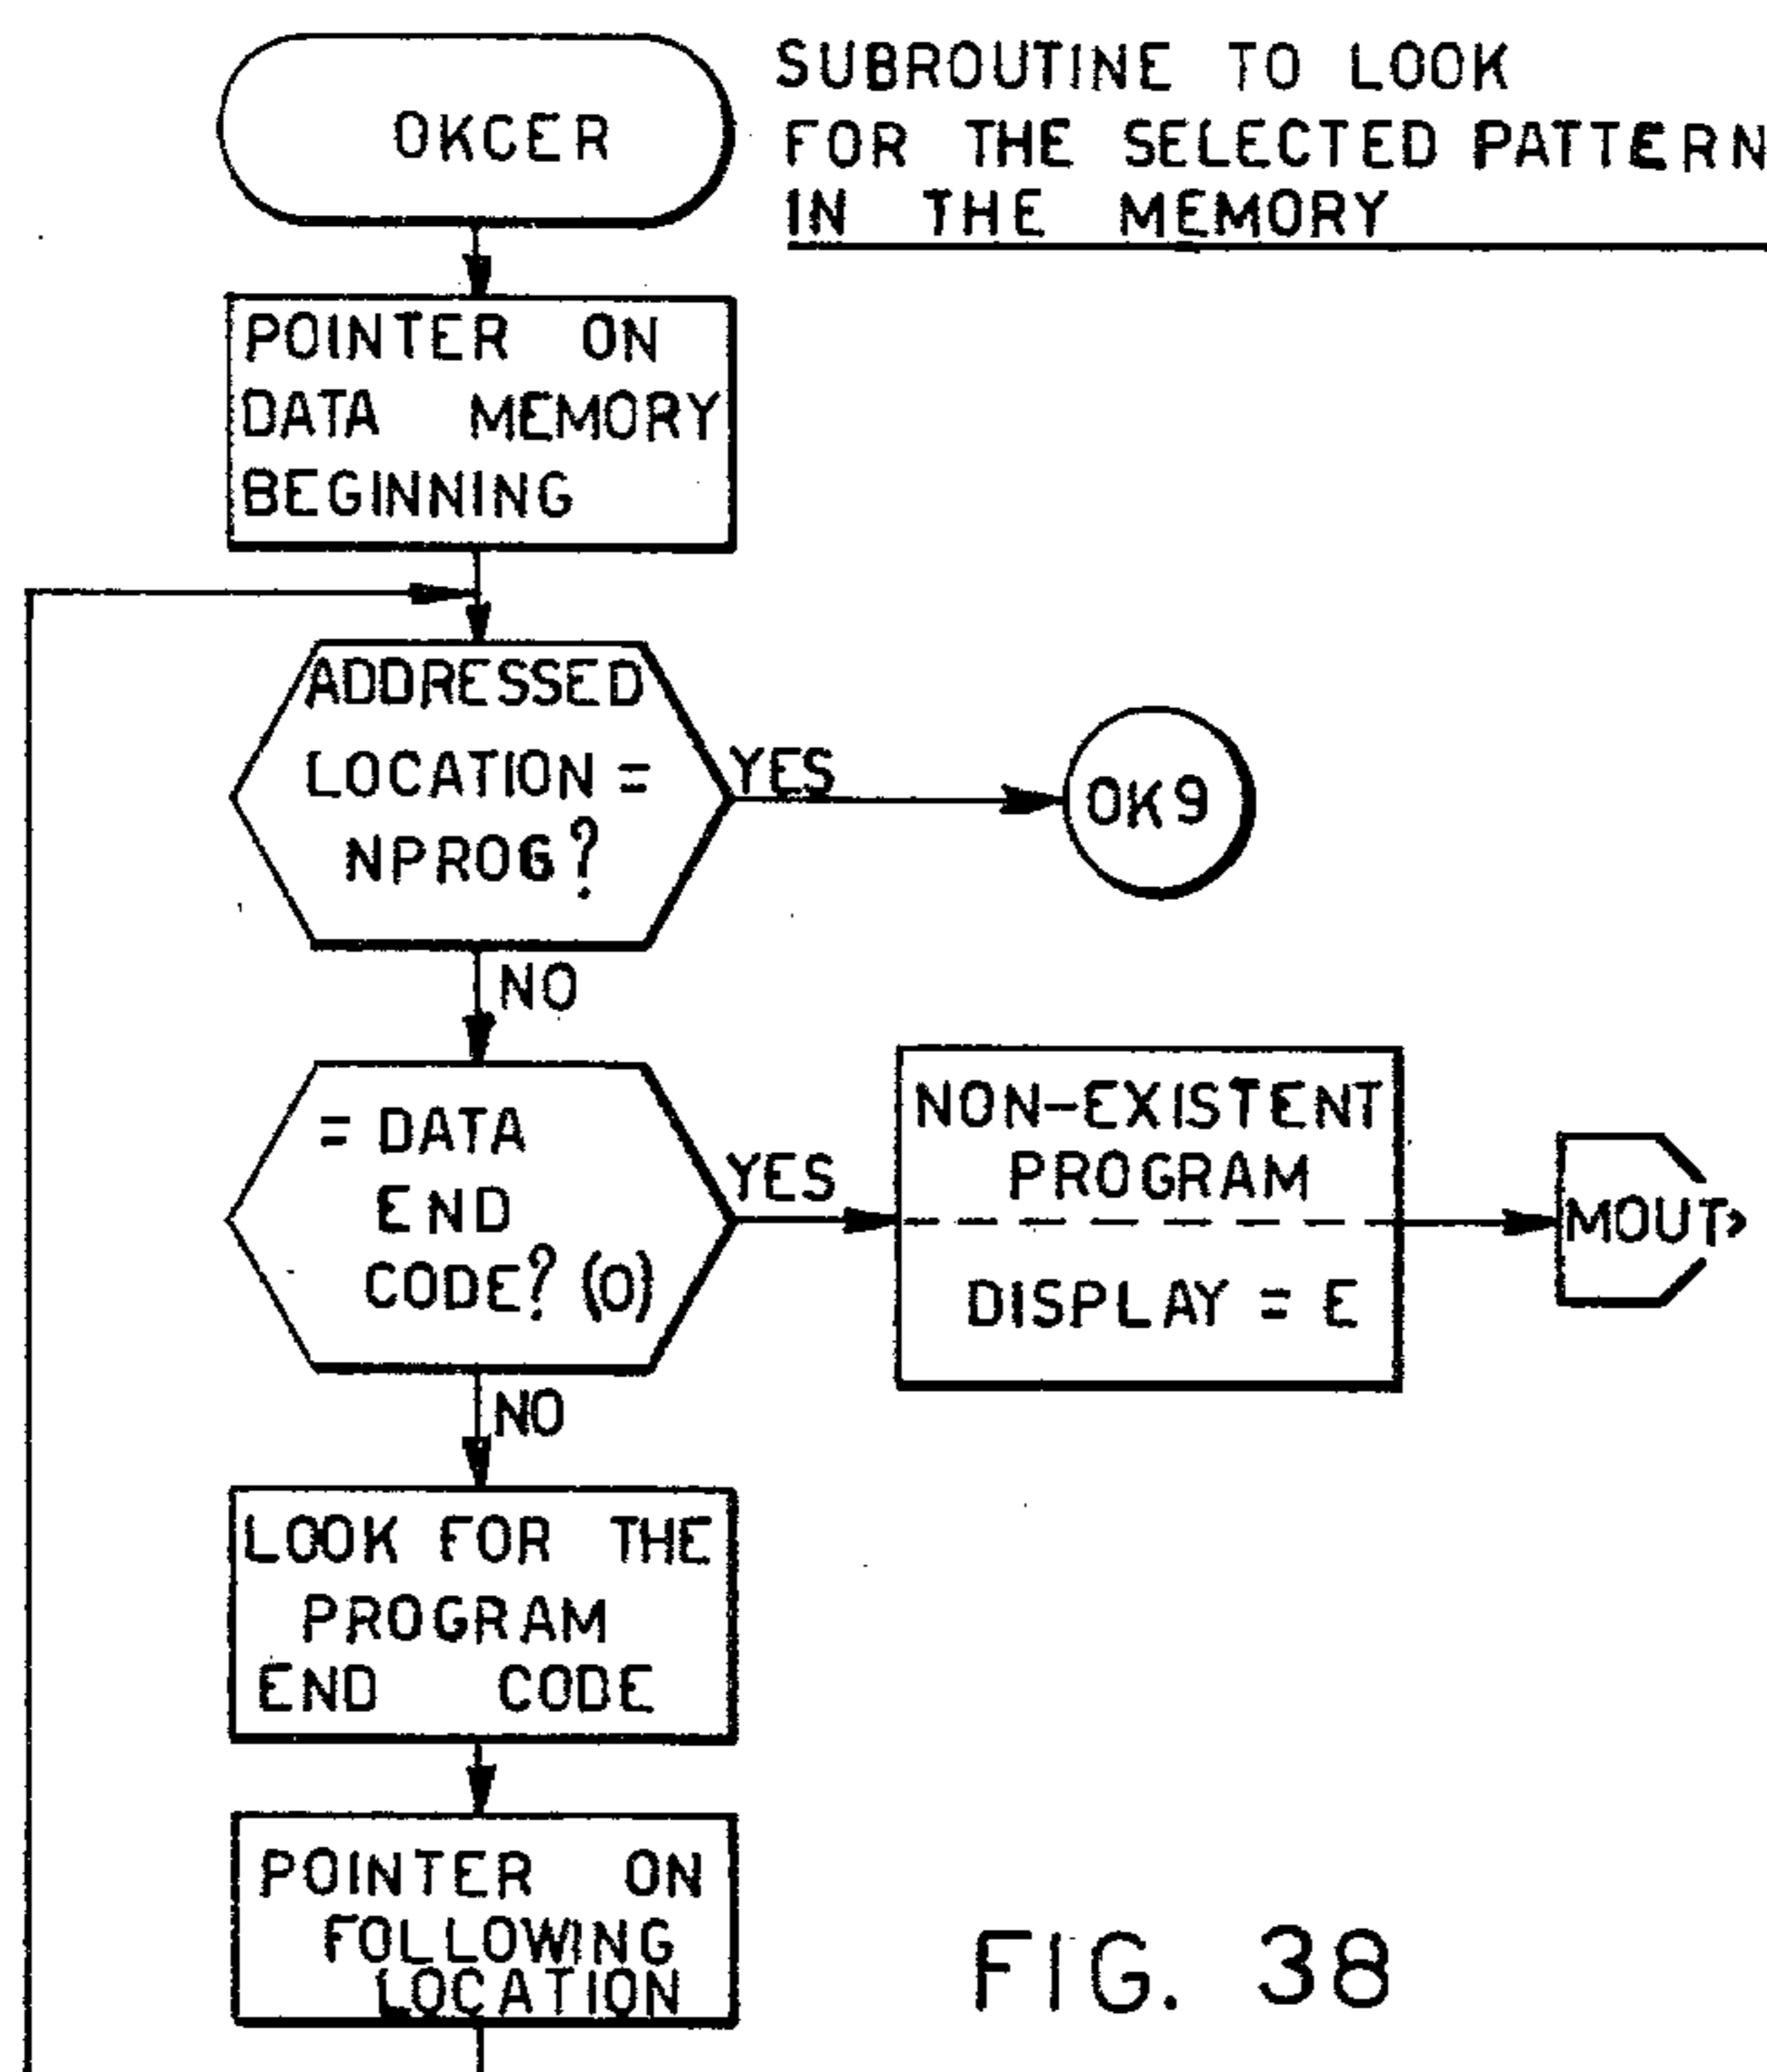 OKCER
SUBROUTINE TO LOOK
FOR THE SELECTED PATTERN
IN THE MEMORY
POINTER ON
DATA MEMORY
BEGINNING
ADDRESSED
LOCATION =
NPROG?
YES
OK9
NO
= DATA
END
CODE? (0)
YES
NON-EXISTENT
PROGRAM
DISPLAY = E
MOUT
NO
LOOK FOR THE
PROGRAM
END CODE
POINTER ON
FOLLOWING
LOCATION
FIG. 38